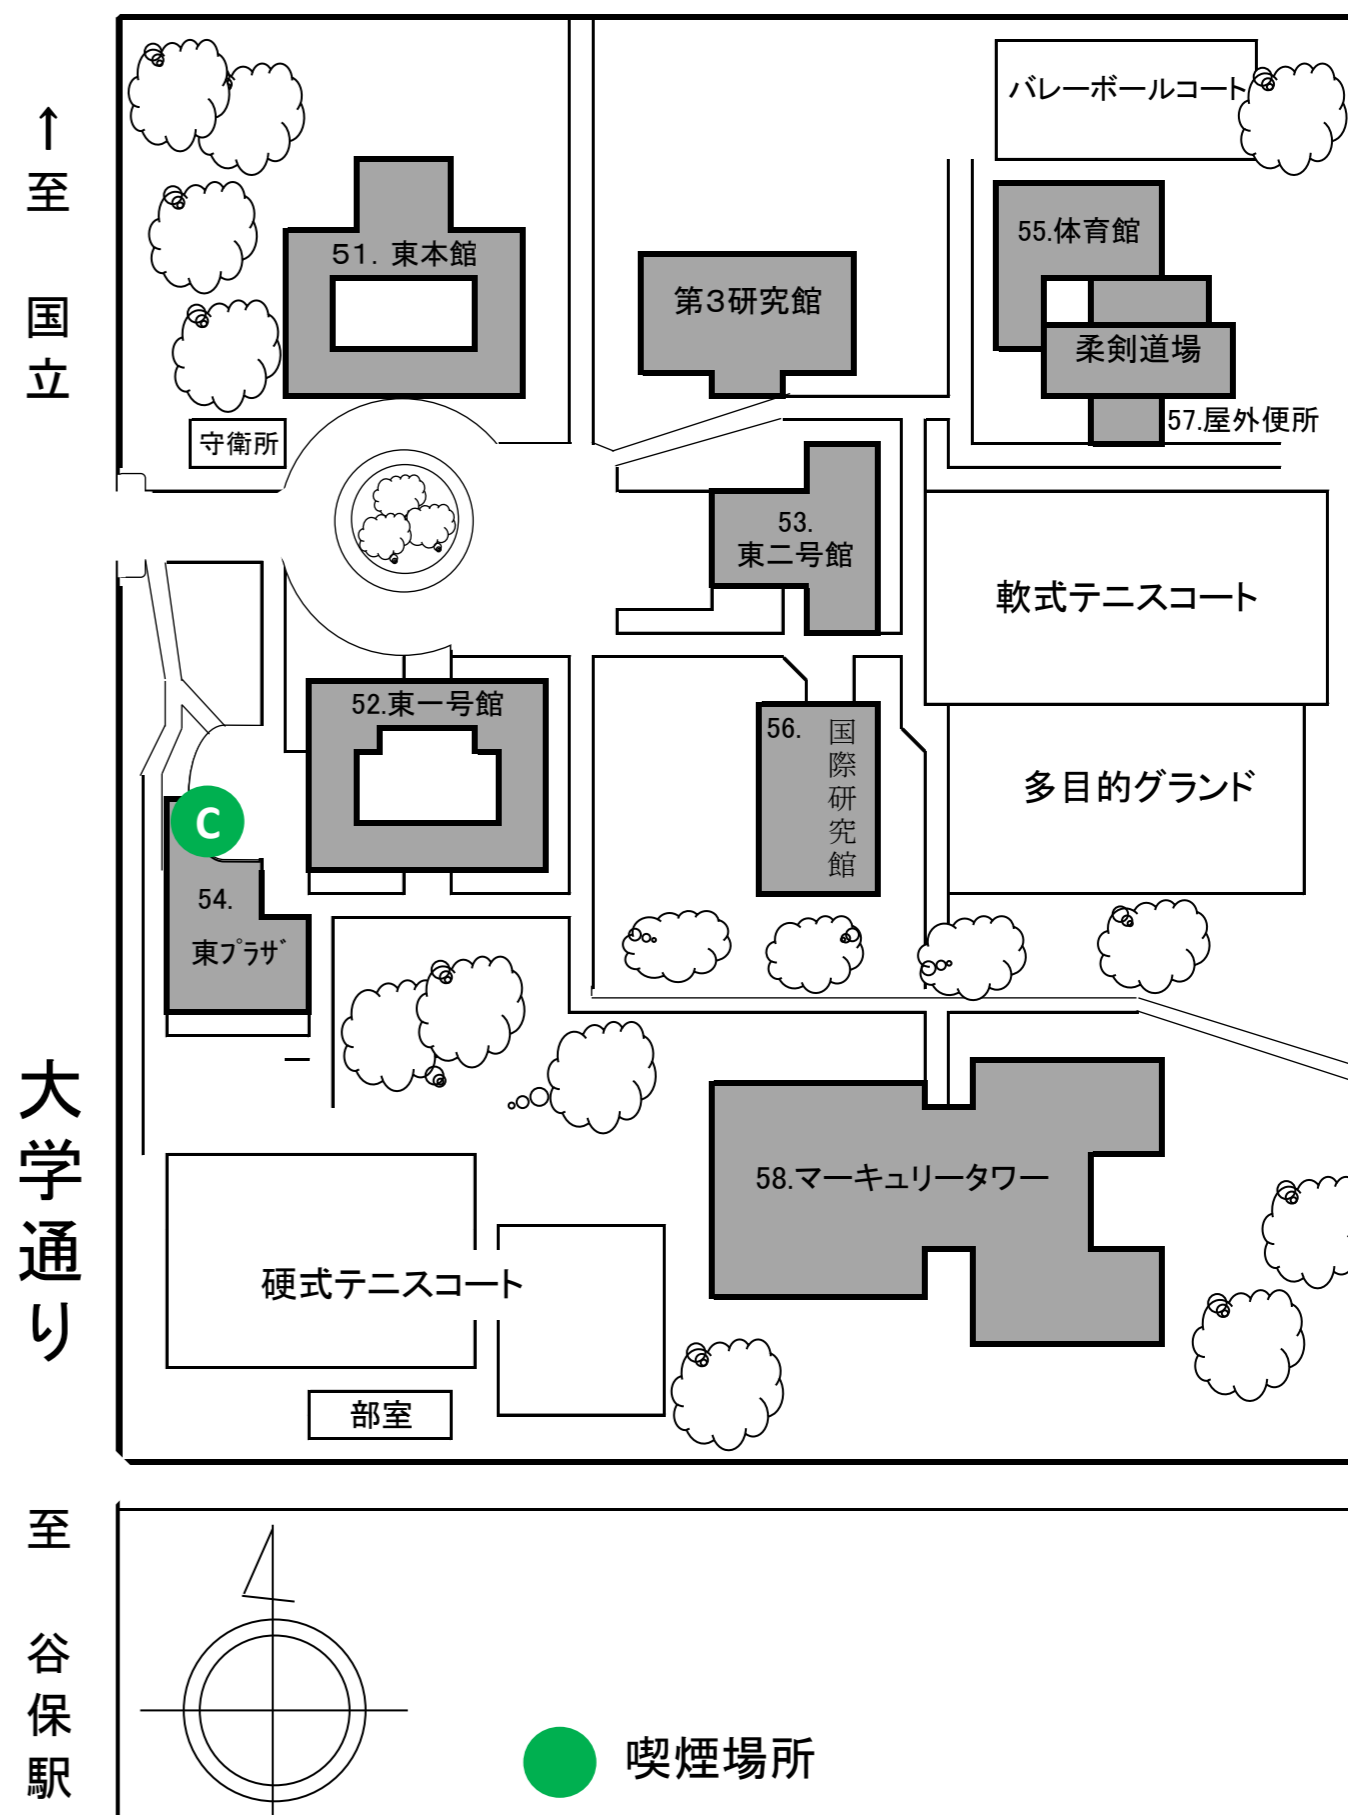 ↑至 国立
バレーボールコート
55.体育館
51. 東本館
第3研究館
柔剣道場
57.屋外便所
守衛所
53.
東二号館
軟式テニスコート
52.東一号館
56. 国際研究館
多目的グランド
C
54.
東ﾌﾟﾗｻﾞ
大学通り
58.マーキュリータワー
硬式テニスコート
部室
至 谷保駅
喫煙場所